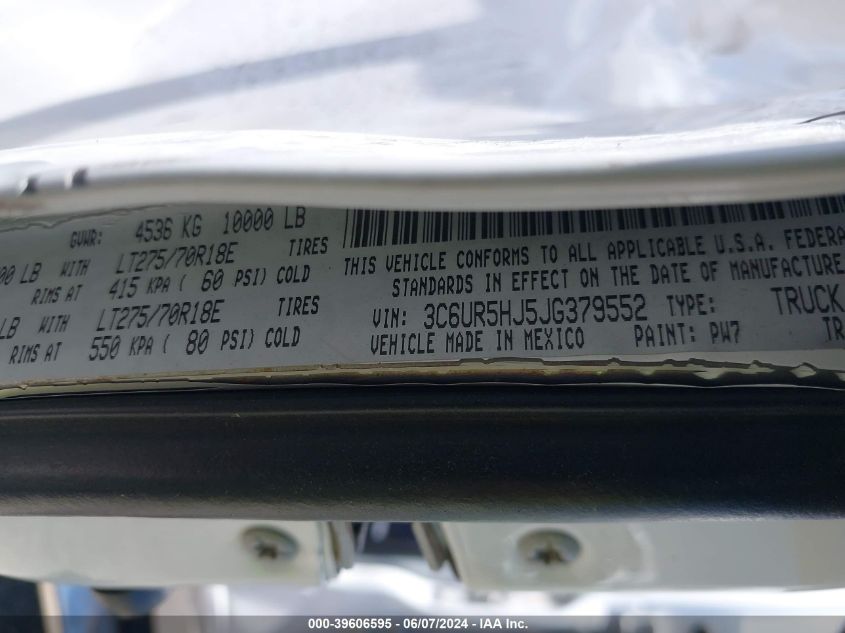 GVWR: 4536 KG 10000 LB
00 LB WITH LT275/70R18E TIRES
RIMS AT 415 KPA ( 60 PSI) COLD
LB WITH LT275/70R18E TIRES
RIMS AT 550 KPA ( 80 PSI) COLD
THIS VEHICLE CONFORMS TO ALL APPLICABLE U.S.A. FEDERA
STANDARDS IN EFFECT ON THE DATE OF MANUFACTURE
VIN: 3C6UR5HJ5JG379552 TYPE: TRUCK
VEHICLE MADE IN MEXICO PAINT: PW7 TR
000-39606595 - 06/07/2024 - IAA Inc.